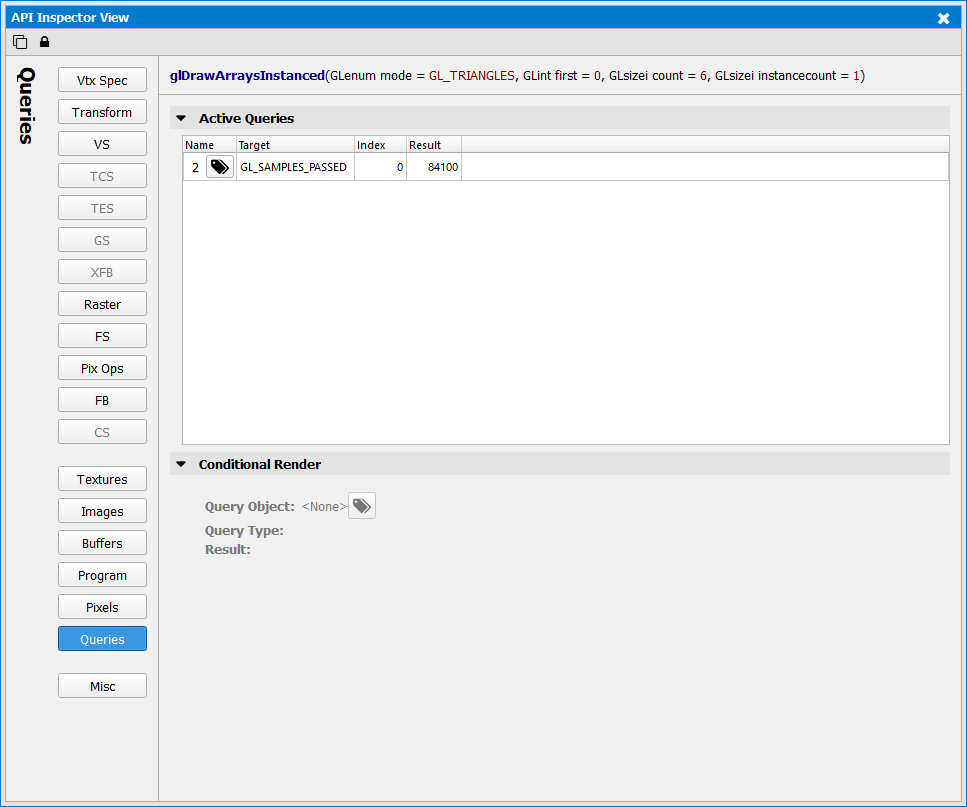 API Inspector View
Queries
Vtx Spec
Transform
VS
TCS
TES
GS
XFB
Raster
FS
Pix Ops
FB
CS
Textures
Images
Buffers
Program
Pixels
Queries
Misc
glDrawArraysInstanced(GLenum mode = GL_TRIANGLES, GLint first = 0, GLsizei count = 6, GLsizei instancecount = 1)
Active Queries
Name Target Index Result
2 GL_SAMPLES_PASSED 0 84100
Conditional Render
Query Object: <None>
Query Type:
Result: